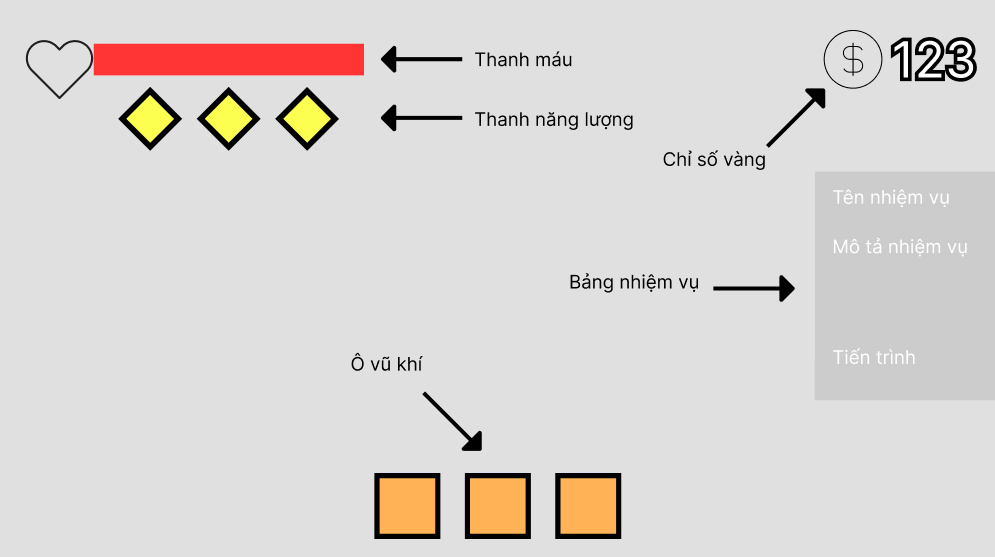 Thanh máu
$ 123
Thanh năng lượng
Chỉ số vàng
Tên nhiệm vụ
Mô tả nhiệm vụ
Bảng nhiệm vụ
Tiến trình
Ô vũ khí